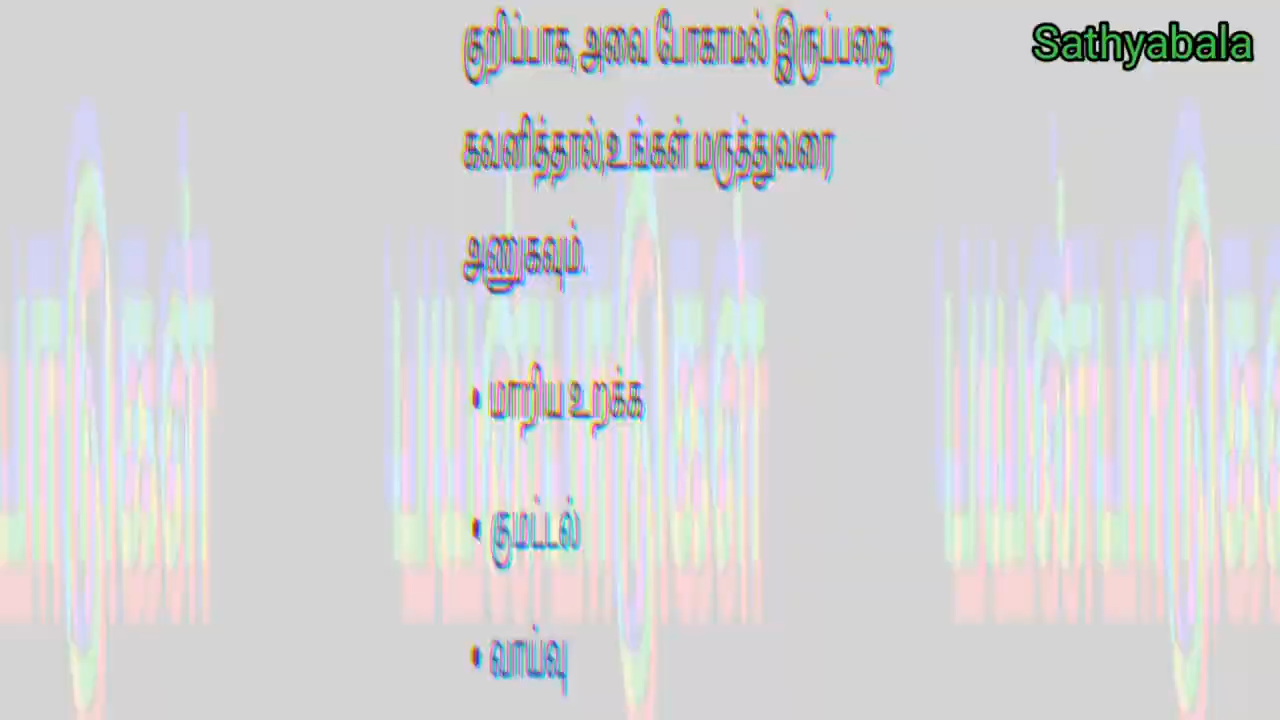 Sathyabala
குறிப்பாக,அவை போகாமல் இருப்பதை
கவனித்தால்,உங்கள் மருத்துவரை
அணுகவும்.
• மாறிய உறக்க
• குமட்டல்
• வாய்வு